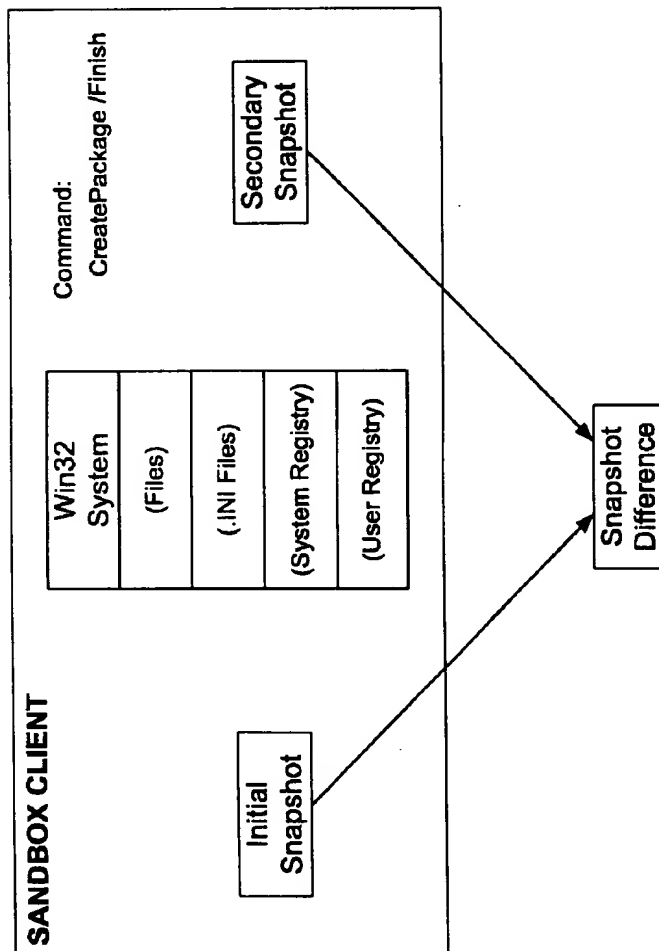 SANDBOX CLIENT
Initial
Snapshot
Win32
System
(Files)
(.INI Files)
(System Registry)
(User Registry)
Command:
CreatePackage /Finish
Secondary
Snapshot
Snapshot
Difference